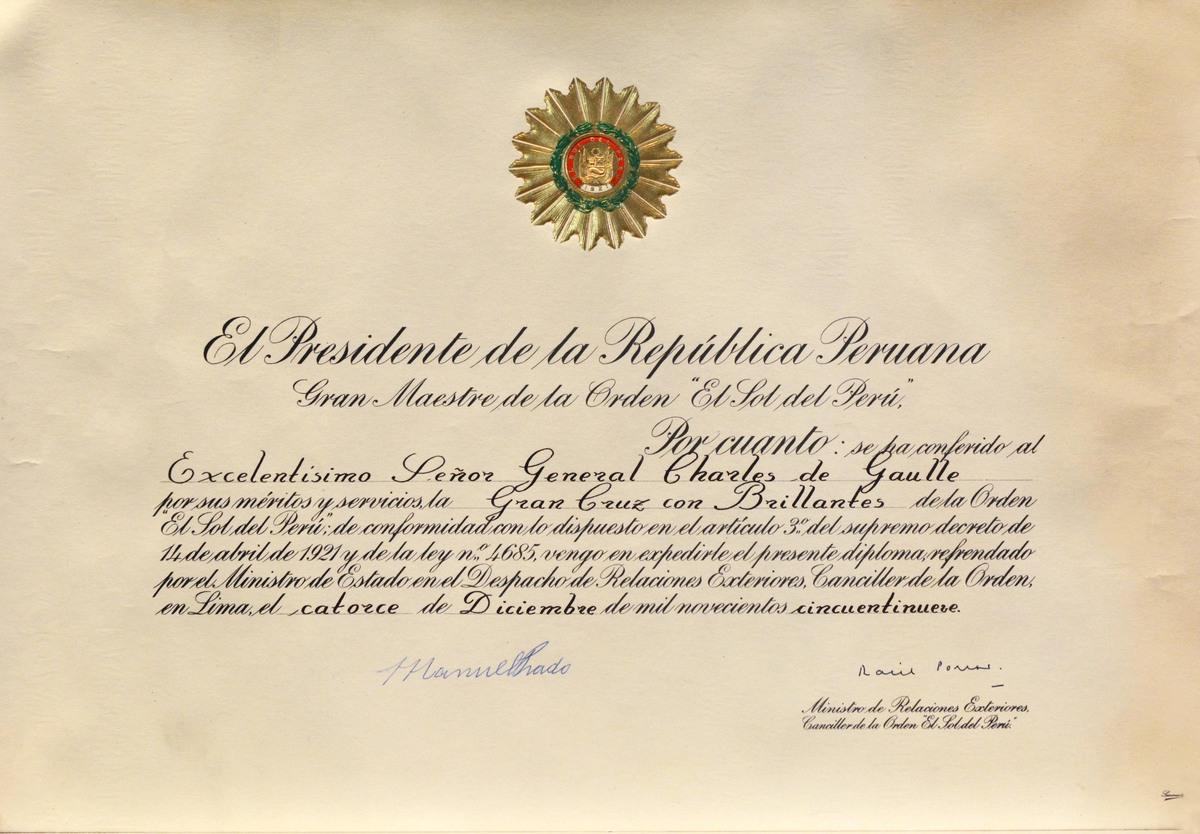 El Presidente de la República Peruana
Gran Maestre de la Orden "El Sol del Perú",
Por cuanto: se ha conferido al
Excelentísimo Señor General Charles de Gaulle
por sus méritos y servicios, la Gran Cruz con Brillantes de la Orden
"El Sol del Perú"; de conformidad con lo dispuesto en el artículo 3º. del supremo decreto de
14 de abril de 1921 y de la ley n.º 4685, vengo en expedirle el presente diploma, refrendado
por el Ministro de Estado en el Despacho de Relaciones Exteriores, Canciller de la Orden,
en Lima, el catorce de Diciembre de mil novecientos cincuentinueve.
Manuel Prado
Raúl Porras.
Ministro de Relaciones Exteriores,
Canciller de la Orden "El Sol del Perú."